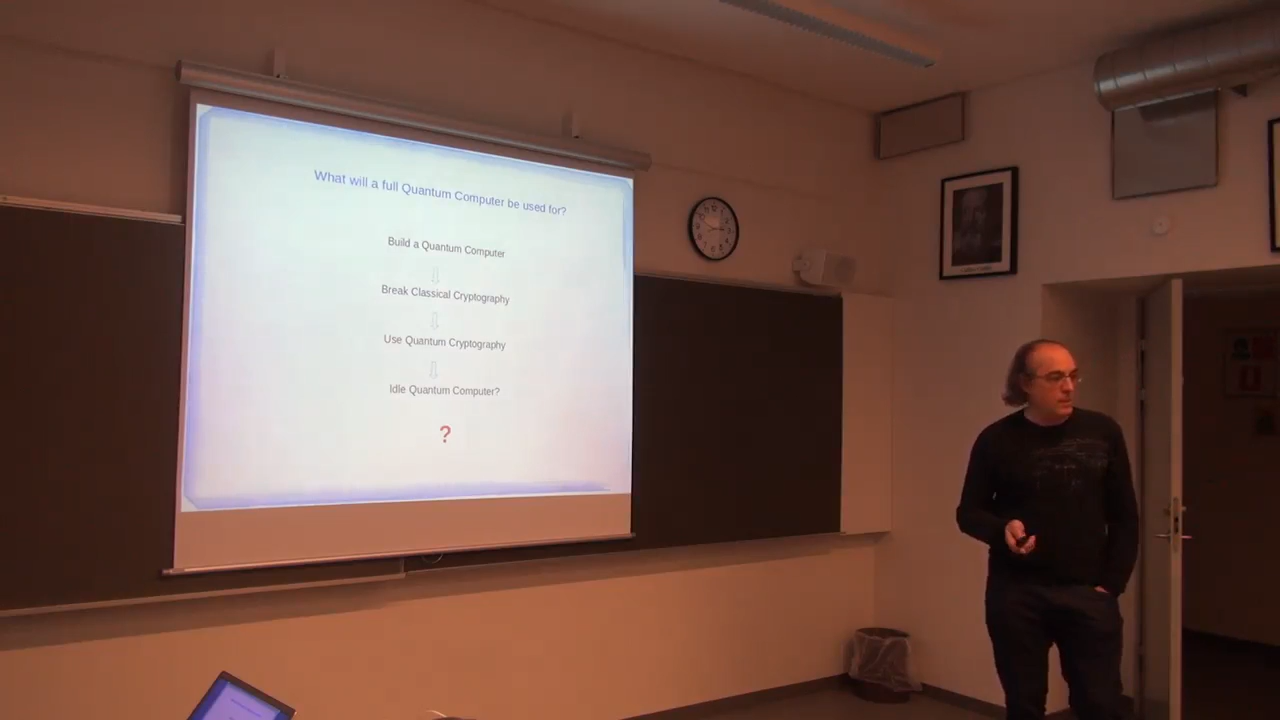 What will a full Quantum Computer be used for?
Build a Quantum Computer
Break Classical Cryptography
Use Quantum Cryptography
Idle Quantum Computer?
?